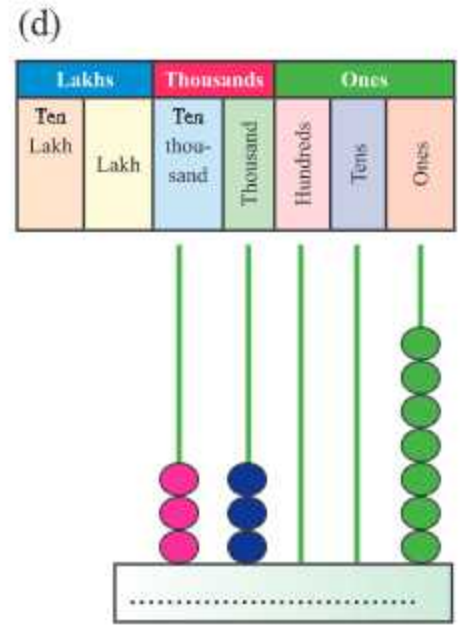 (d)
Lakhs Thousands Ones
Ten Lakh Lakh Ten thou-sand Thousand Hundreds Tens Ones
..........................................